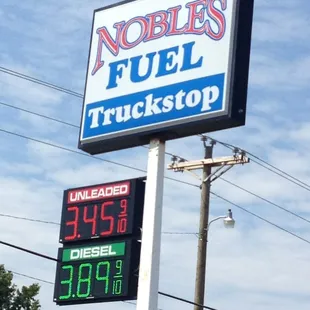 NOBLES
FUEL
Truckstop
UNLEADED
3.45 9/10
DIESEL
3.89 9/10